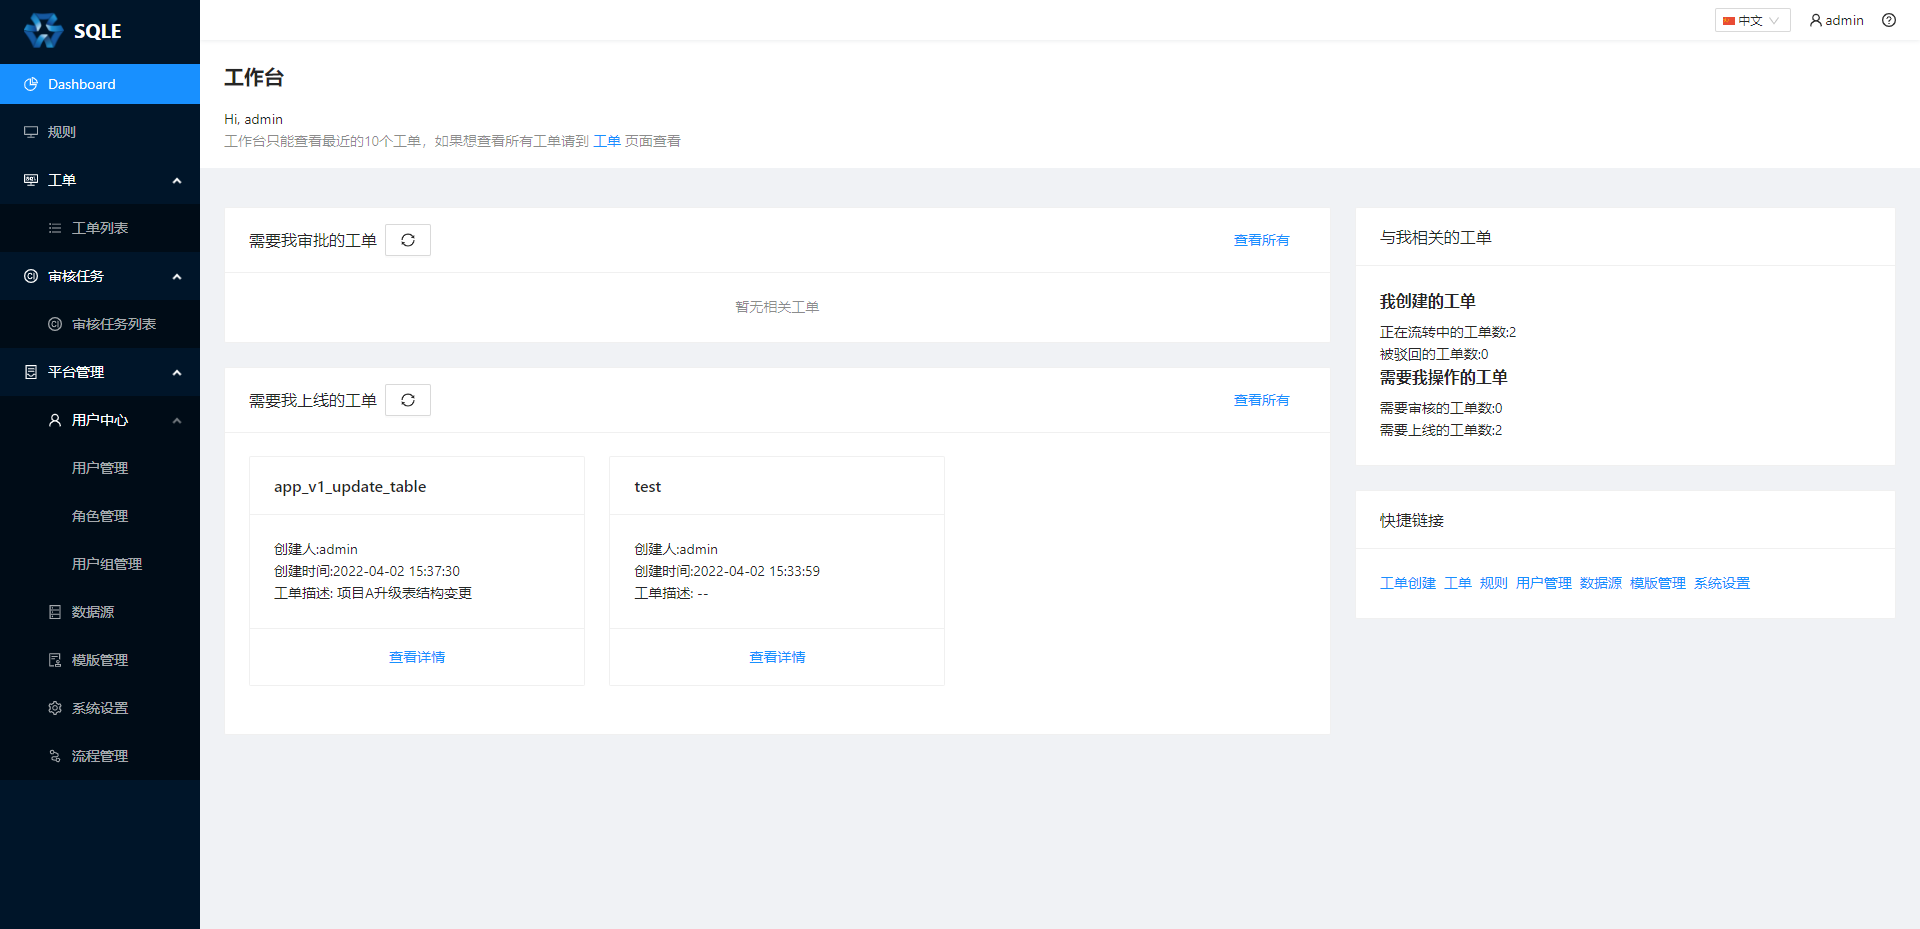 SQLE
Dashboard
规则
工单
工单列表
审核任务
审核任务列表
平台管理
用户中心
用户管理
角色管理
用户组管理
数据源
模版管理
系统设置
流程管理
中文
admin
工作台
Hi, admin
工作台只能查看最近的10个工单，如果想查看所有工单请到 工单 页面查看
需要我审批的工单
查看所有
暂无相关工单
需要我上线的工单
查看所有
app_v1_update_table
创建人:admin
创建时间:2022-04-02 15:37:30
工单描述: 项目A升级表结构变更
查看详情
test
创建人:admin
创建时间:2022-04-02 15:33:59
工单描述: --
查看详情
与我相关的工单
我创建的工单
正在流转中的工单数:2
被驳回的工单数:0
需要我操作的工单
需要审核的工单数:0
需要上线的工单数:2
快捷链接
工单创建 工单 规则 用户管理 数据源 模版管理 系统设置